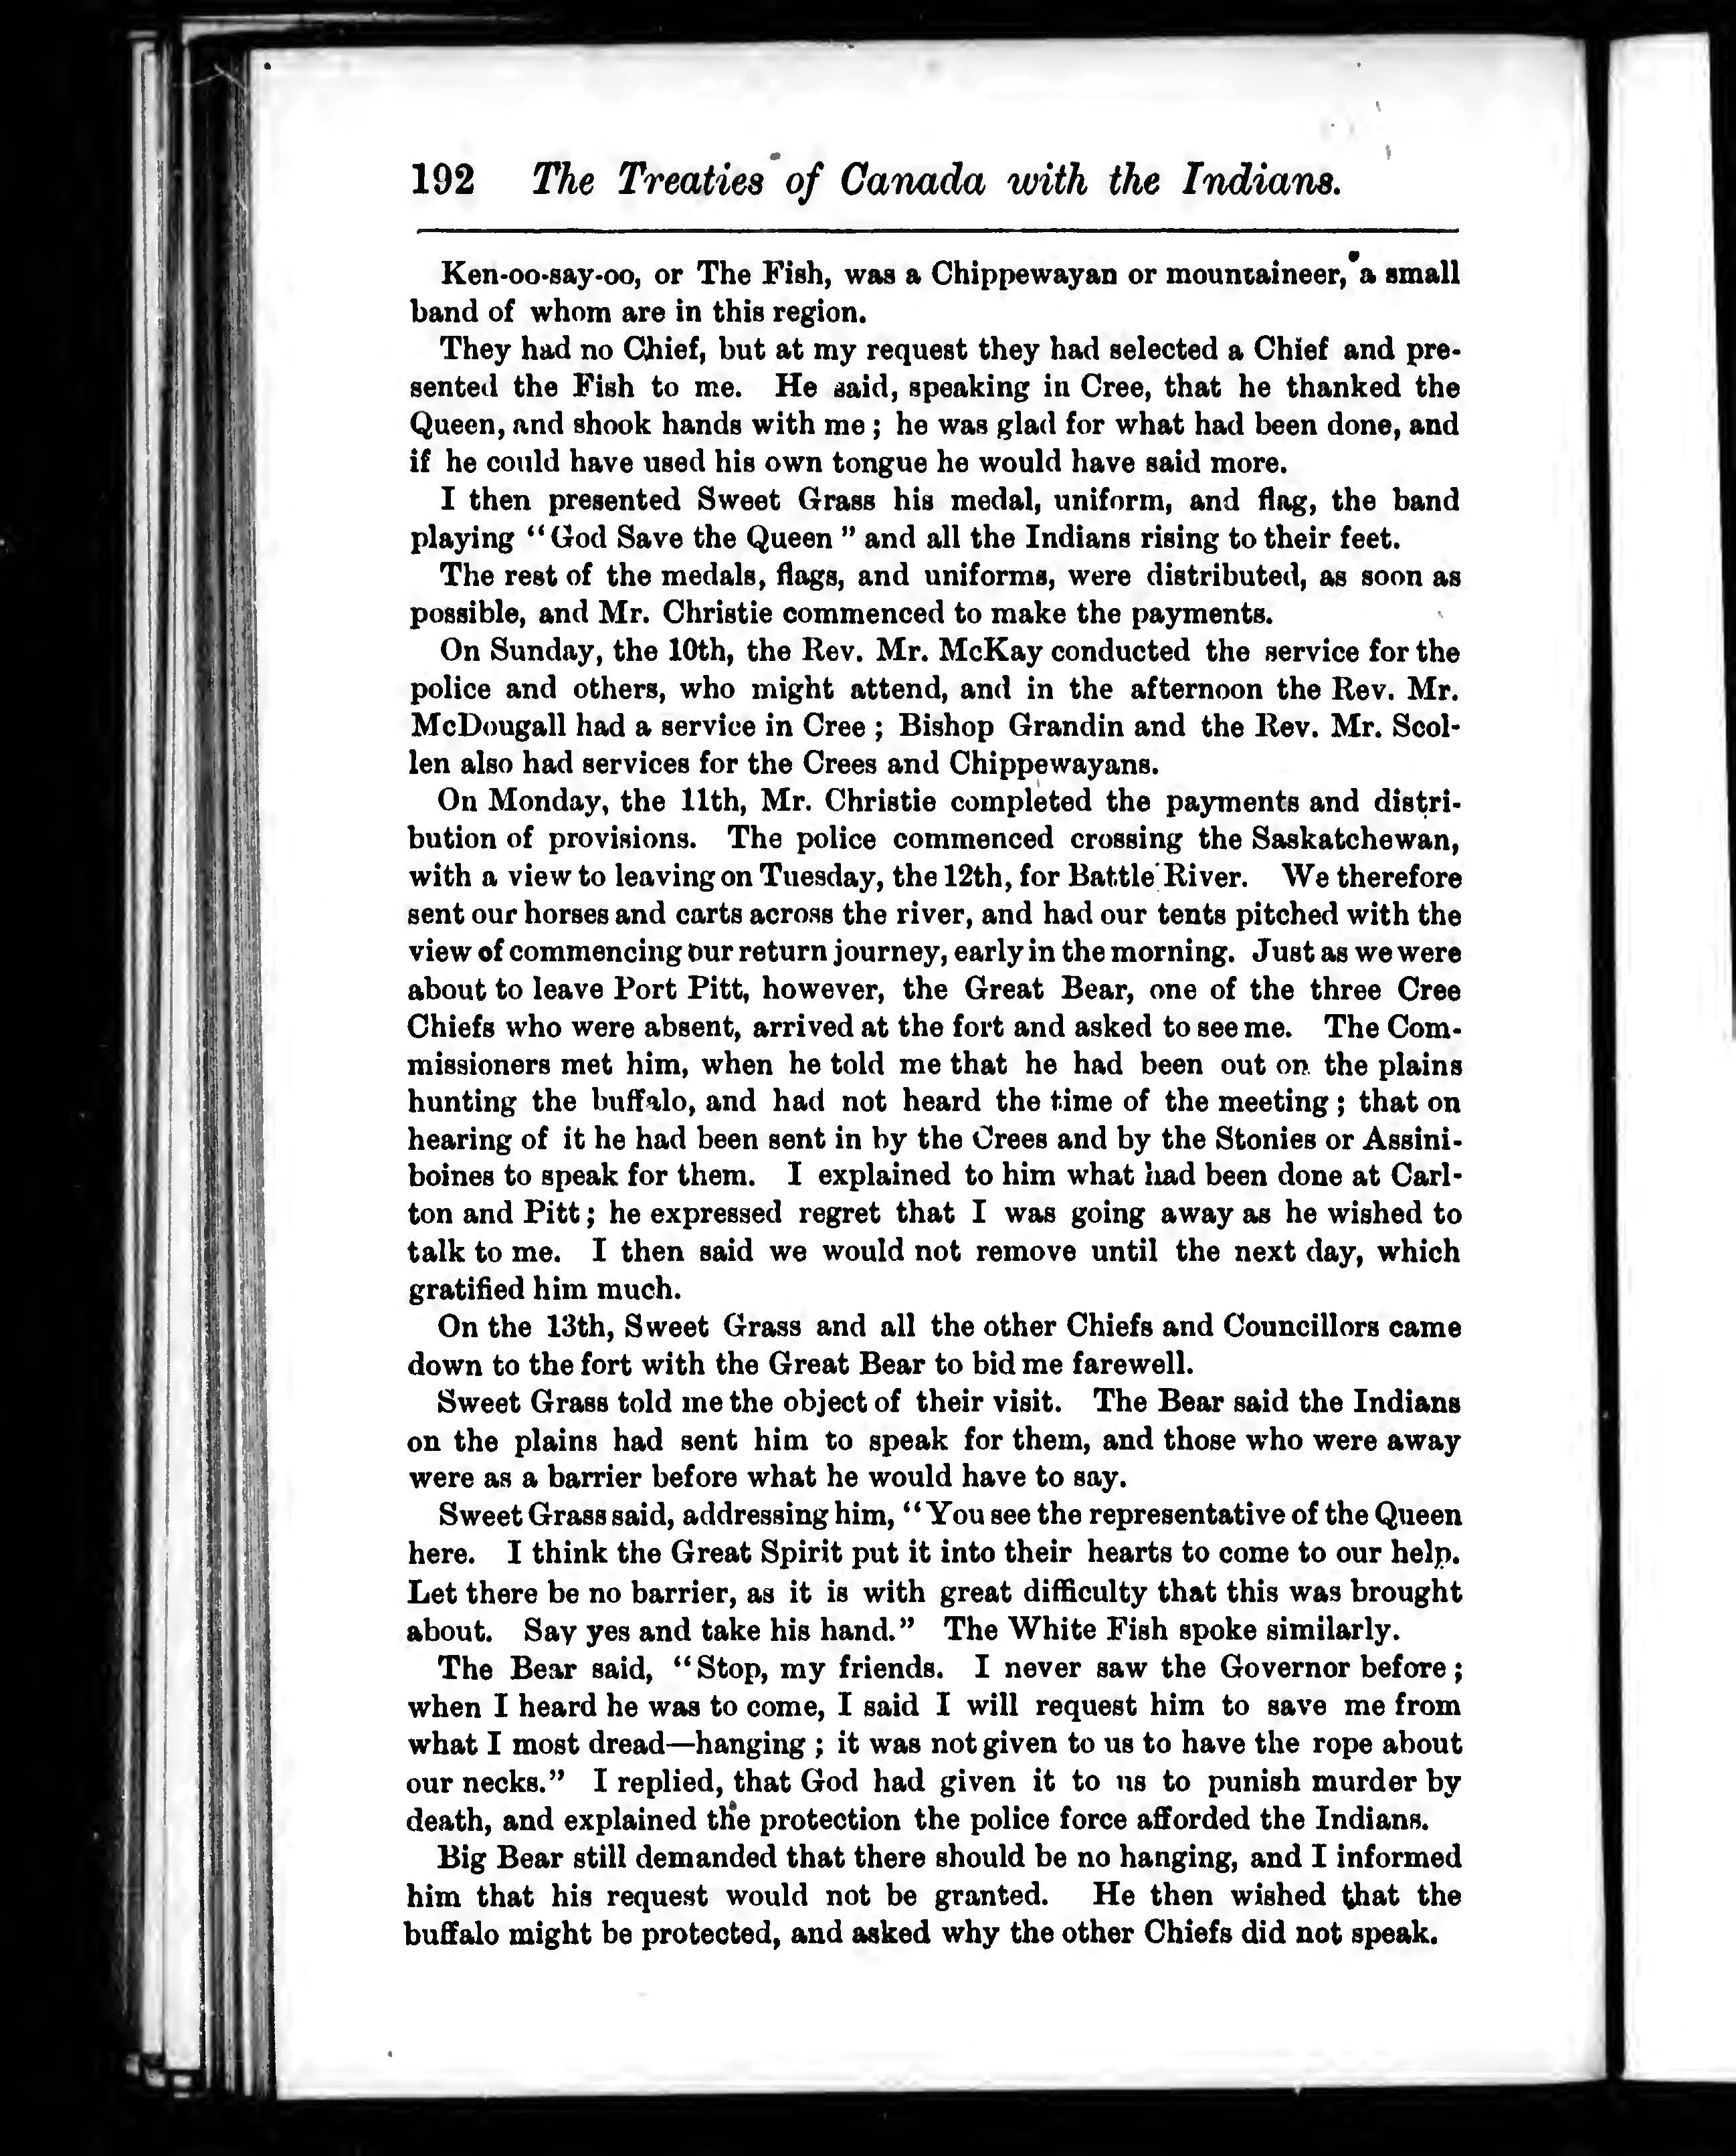 192 The Treaties of Canada with the Indians.
Ken-oo-say-oo, or The Fish, was a Chippewayan or mountaineer, a small
band of whom are in this region.
They had no Chief, but at my request they had selected a Chief and pre-
sented the Fish to me. He said, speaking in Cree, that he thanked the
Queen, and shook hands with me ; he was glad for what had been done, and
if he could have used his own tongue he would have said more.
I then presented Sweet Grass his medal, uniform, and flag, the band
playing "God Save the Queen" and all the Indians rising to their feet.
The rest of the medals, flags, and uniforms, were distributed, as soon as
possible, and Mr. Christie commenced to make the payments.
On Sunday, the 10th, the Rev. Mr. McKay conducted the service for the
police and others, who might attend, and in the afternoon the Rev. Mr.
McDougall had a service in Cree ; Bishop Grandin and the Rev. Mr. Scol-
len also had services for the Crees and Chippewayans.
On Monday, the 11th, Mr. Christie completed the payments and distri-
bution of provisions. The police commenced crossing the Saskatchewan,
with a view to leaving on Tuesday, the 12th, for Battle River. We therefore
sent our horses and carts across the river, and had our tents pitched with the
view of commencing our return journey, early in the morning. Just as we were
about to leave Port Pitt, however, the Great Bear, one of the three Cree
Chiefs who were absent, arrived at the fort and asked to see me. The Com-
missioners met him, when he told me that he had been out on the plains
hunting the buffalo, and had not heard the time of the meeting ; that on
hearing of it he had been sent in by the Crees and by the Stonies or Assini-
boines to speak for them. I explained to him what had been done at Carl-
ton and Pitt ; he expressed regret that I was going away as he wished to
talk to me. I then said we would not remove until the next day, which
gratified him much.
On the 13th, Sweet Grass and all the other Chiefs and Councillors came
down to the fort with the Great Bear to bid me farewell.
Sweet Grass told me the object of their visit. The Bear said the Indians
on the plains had sent him to speak for them, and those who were away
were as a barrier before what he would have to say.
Sweet Grass said, addressing him, "You see the representative of the Queen
here. I think the Great Spirit put it into their hearts to come to our help.
Let there be no barrier, as it is with great difficulty that this was brought
about. Say yes and take his hand." The White Fish spoke similarly.
The Bear said, "Stop, my friends. I never saw the Governor before ;
when I heard he was to come, I said I will request him to save me from
what I most dread—hanging ; it was not given to us to have the rope about
our necks." I replied, that God had given it to us to punish murder by
death, and explained the protection the police force afforded the Indians.
Big Bear still demanded that there should be no hanging, and I informed
him that his request would not be granted. He then wished that the
buffalo might be protected, and asked why the other Chiefs did not speak.